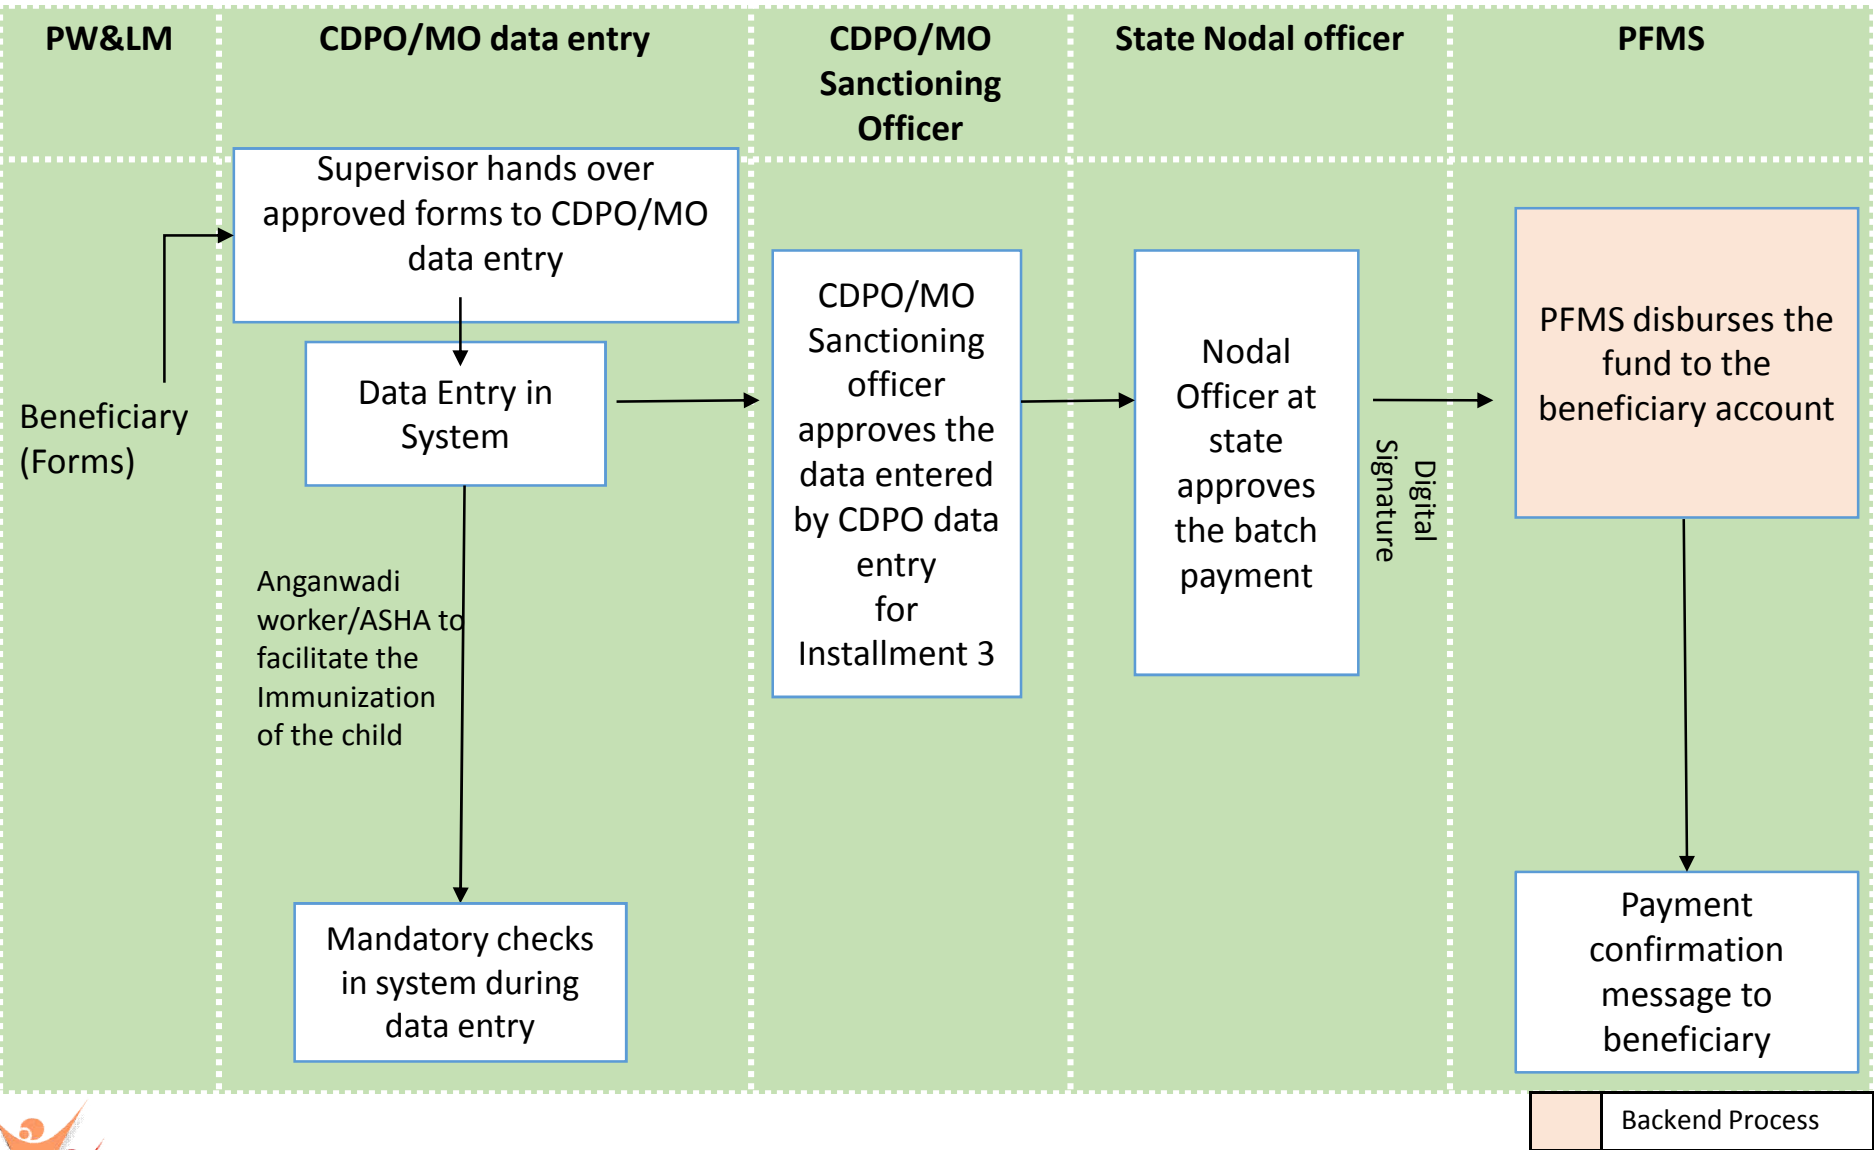 PW&LM
CDPO/MO data entry
CDPO/MO
Sanctioning
Officer
State Nodal officer
PFMS
Supervisor hands over
approved forms to CDPO/MO
data entry
Beneficiary
(Forms)
Data Entry in
System
Anganwadi
worker/ASHA to
facilitate the
Immunization
of the child
Mandatory checks
in system during
data entry
CDPO/MO
Sanctioning
officer
approves the
data entered
by CDPO data
entry
for
Installment 3
Nodal
Officer at
state
approves
the batch
payment
Digital
Signature
PFMS disburses the
fund to the
beneficiary account
Payment
confirmation
message to
beneficiary
Backend Process